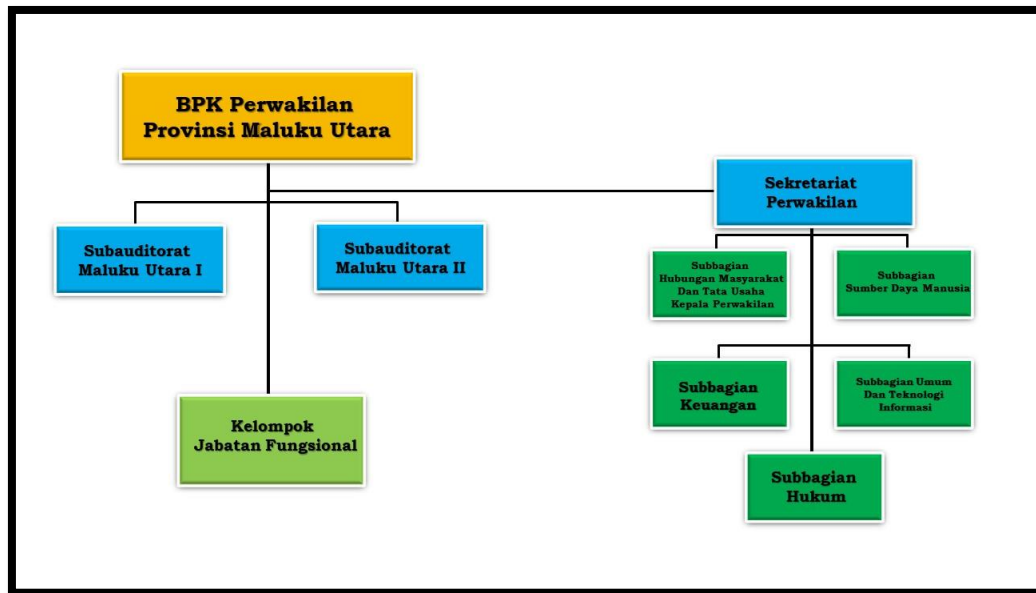 BPK Perwakilan
Provinsi Maluku Utara
Sekretariat
Perwakilan
Subauditorat
Maluku Utara I
Subauditorat
Maluku Utara II
Subbagian
Hubungan Masyarakat
Dan Tata Usaha
Kepala Perwakilan
Subbagian
Sumber Daya Manusia
Subbagian
Keuangan
Subbagian Umum
Dan Teknologi
Informasi
Kelompok
Jabatan Fungsional
Subbagian
Hukum